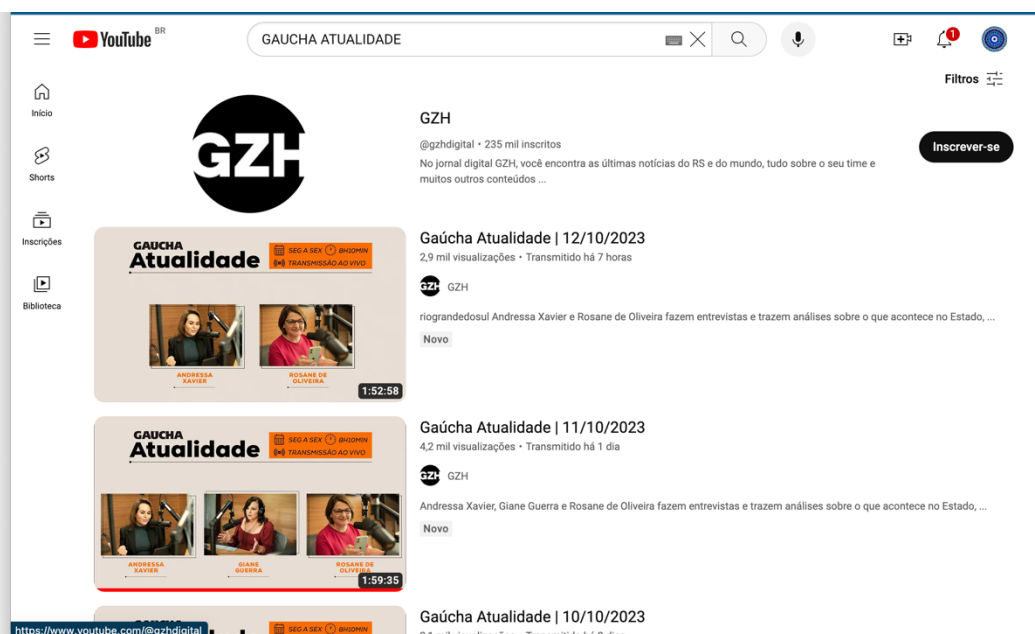 YouTube BR
GAUCHA ATUALIDADE
1
Filtros
Início
Shorts
Inscrições
Biblioteca
GZH
GZH
@gzhdigital • 235 mil inscritos
No jornal digital GZH, você encontra as últimas notícias do RS e do mundo, tudo sobre o seu time e
muitos outros conteúdos ...
Inscrever-se
GAÚCHA
Atualidade
SEG A SEX 8H10MIN
TRANSMISSÃO AO VIVO
ANDRESSA
XAVIER
ROSANE DE
OLIVEIRA
1:52:58
Gaúcha Atualidade | 12/10/2023
2,9 mil visualizações • Transmitido há 7 horas
GZH GZH
riograndedosul Andressa Xavier e Rosane de Oliveira fazem entrevistas e trazem análises sobre o que acontece no Estado, ...
Novo
GAÚCHA
Atualidade
SEG A SEX 8H10MIN
TRANSMISSÃO AO VIVO
ANDRESSA
XAVIER
GIANE
GUERRA
ROSANE DE
OLIVEIRA
1:59:35
Gaúcha Atualidade | 11/10/2023
4,2 mil visualizações • Transmitido há 1 dia
GZH GZH
Andressa Xavier, Giane Guerra e Rosane de Oliveira fazem entrevistas e trazem análises sobre o que acontece no Estado, ...
Novo
GAÚCHA
SEG A SEX 8H10MIN
Gaúcha Atualidade | 10/10/2023
https://www.youtube.com/@gzhdigital